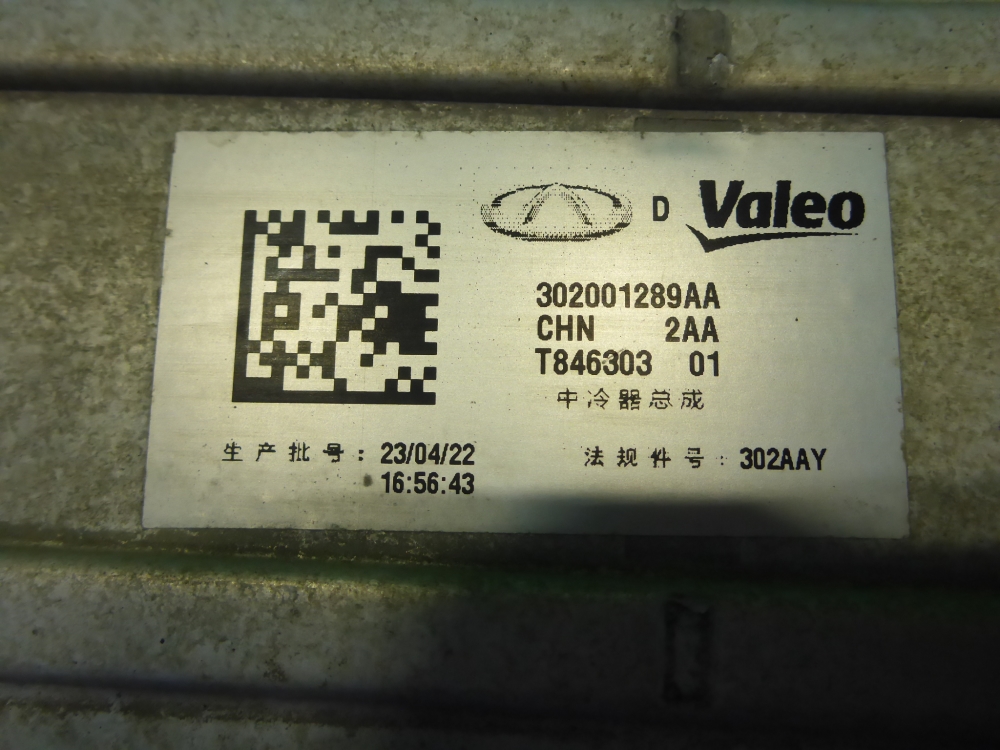 D Valeo
302001289AA
CHN 2AA
T846303 01
中冷器总成
生产批号: 23/04/22
16:56:43
法规件号: 302AAY